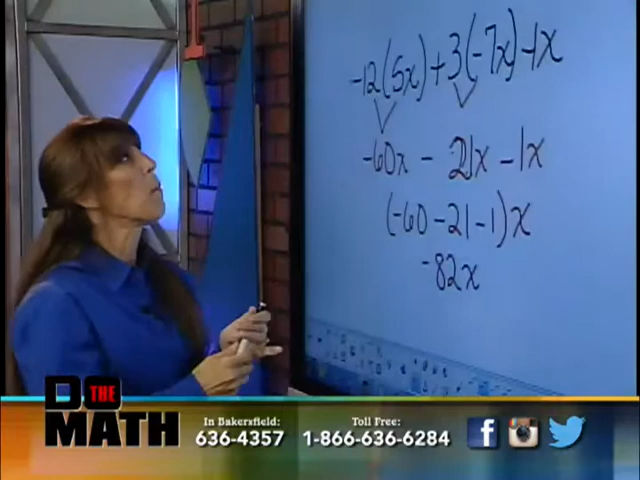 -12(5x)+3(-7x)-1x
-60x - 21x - 1x
(-60-21-1)x
-82x
DO THE MATH
In Bakersfield: 636-4357
Toll Free: 1-866-636-6284